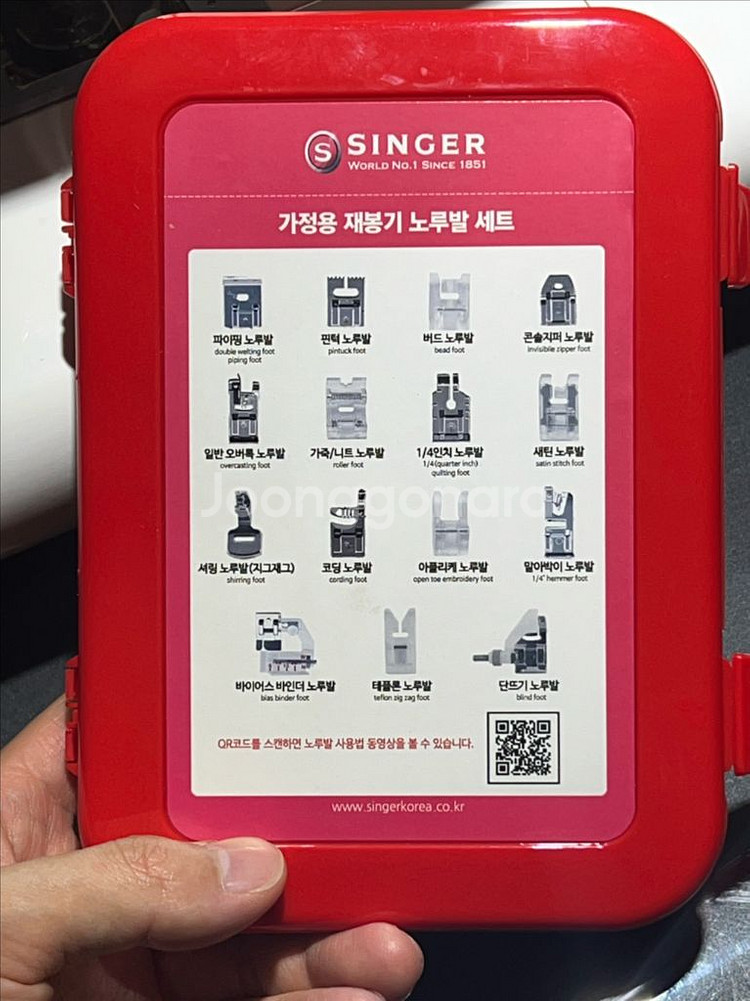 S SINGER
WORLD NO.1 SINCE 1851
가정용 재봉기 노루발 세트
파이핑 노루발
double welting foot
piping foot
핀턱 노루발
pintuck foot
버드 노루발
bead foot
콘솔지퍼 노루발
invisible zipper foot
일반 오버록 노루발
overcasting foot
가죽/니트 노루발
roller foot
1/4인치 노루발
1/4(quarter inch)
quilting foot
새틴 노루발
satin stitch foot
Joonggonara
셔링 노루발(지그재그)
shirring foot
코딩 노루발
cording foot
아플리케 노루발
open toe embroidery foot
말아박이 노루발
1/4" hemmer foot
바이어스 바인더 노루발
bias binder foot
테플론 노루발
teflon zig zag foot
단뜨기 노루발
blind foot
QR코드를 스캔하면 노루발 사용법 동영상을 볼 수 있습니다.
www.singerkorea.co.kr